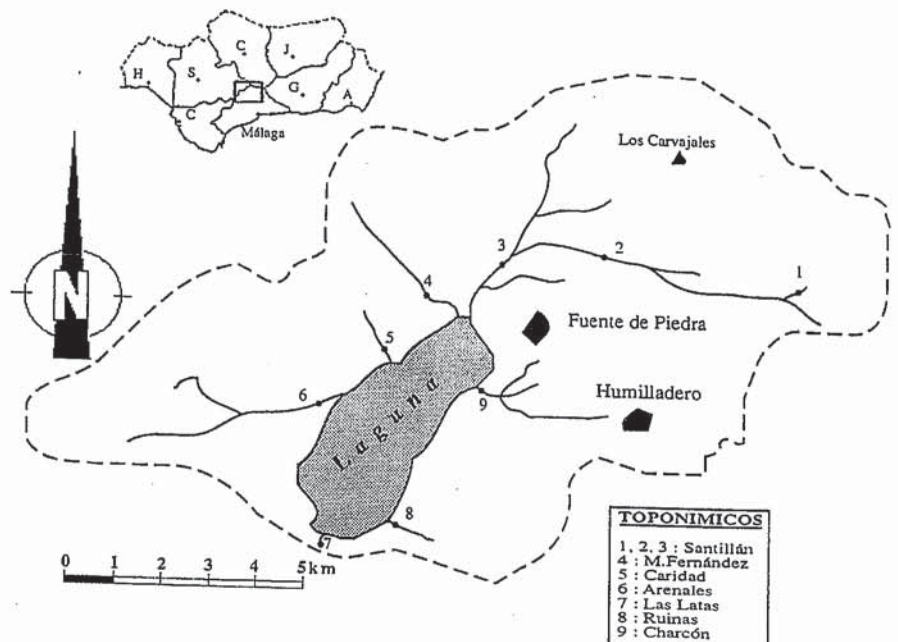 C
J
H
S
G
A
C
Málaga
Los Carvajales
N
3
2
1
4
Fuente de Piedra
5
Humilladero
6
9
Laguna
8
7
0 1 2 3 4 5 km
TOPONIMICOS
1, 2, 3 : Santillán
4 : M.Fernández
5 : Caridad
6 : Arenales
7 : Las Latas
8 : Ruinas
9 : Charcón